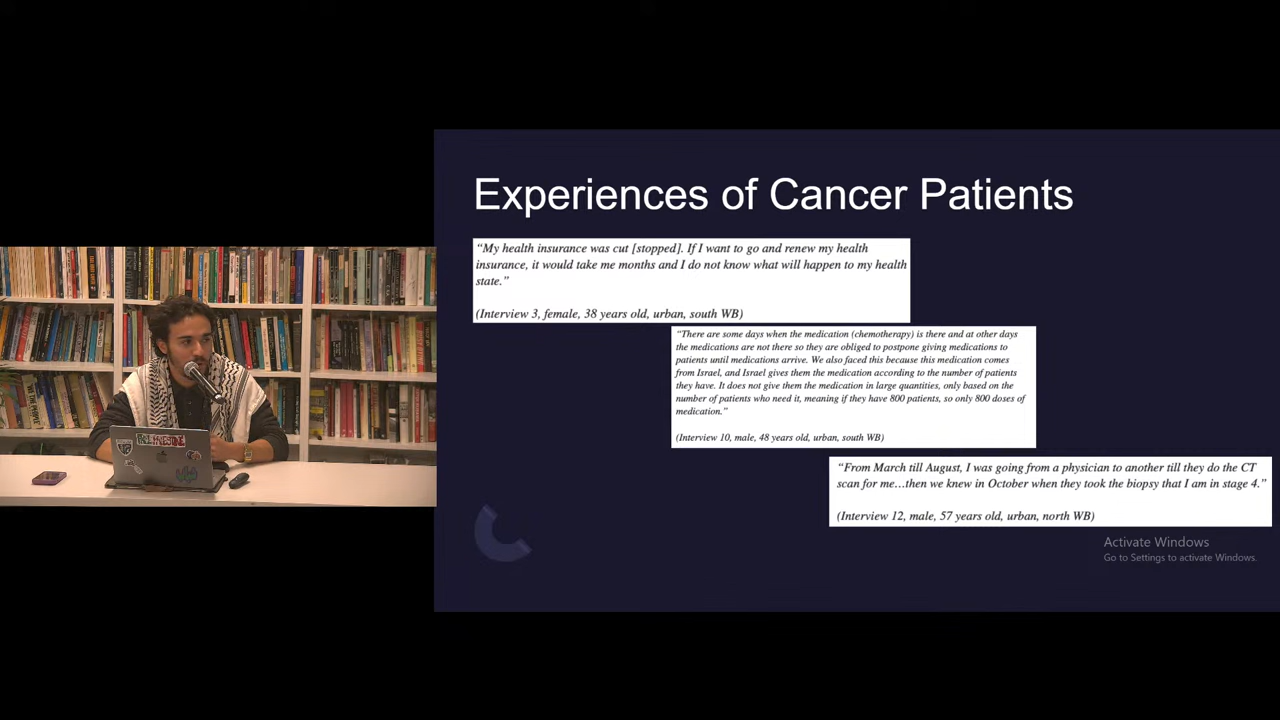 Experiences of Cancer Patients
“My health insurance was cut [stopped]. If I want to go and renew my health
insurance, it would take me months and I do not know what will happen to my health
state.”
(Interview 3, female, 38 years old, urban, south WB)
“There are some days when the medication (chemotherapy) is there and at other days
the medications are not there so they are obliged to postpone giving medications to
patients until medications arrive. We also faced this because this medication comes
from Israel, and Israel gives them the medication according to the number of patients
they have. It does not give them the medication in large quantities, only based on the
number of patients who need it, meaning if they have 800 patients, so only 800 doses of
medication.”
(Interview 10, male, 48 years old, urban, south WB)
“From March till August, I was going from a physician to another till they do the CT
scan for me…then we knew in October when they took the biopsy that I am in stage 4.”
(Interview 12, male, 57 years old, urban, north WB)
Activate Windows
Go to Settings to activate Windows.